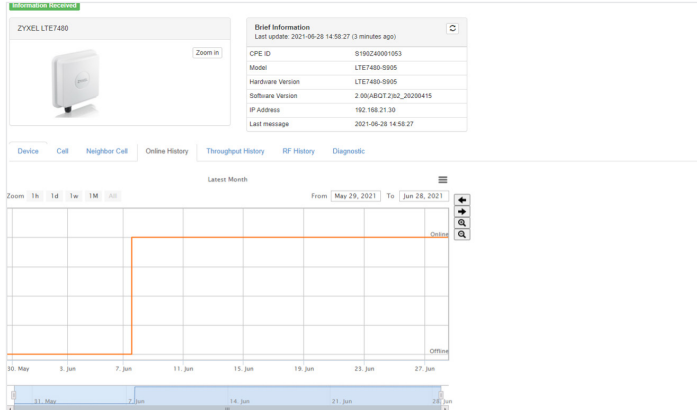 Information Received
ZYXEL LTE7480
Zoom in
Brief Information
Last update: 2021-06-28 14:58:27 (3 minutes ago)
CPE ID S190Z40001053
Model LTE7480-S905
Hardware Version LTE7480-S905
Software Version 2.00(ABQT.2)b2_20200415
IP Address 192.168.21.30
Last message 2021-06-28 14:58:27
Device Cell Neighbor Cell Online History Throughput History RF History Diagnostic
Latest Month
Zoom 1h 1d 1w 1M All From May 29, 2021 To Jun 28, 2021
Online
Offline
30. May 3. Jun 7. Jun 11. Jun 15. Jun 19. Jun 23. Jun 27. Jun
31. May 7. Jun 14. Jun 21. Jun 28. Jun